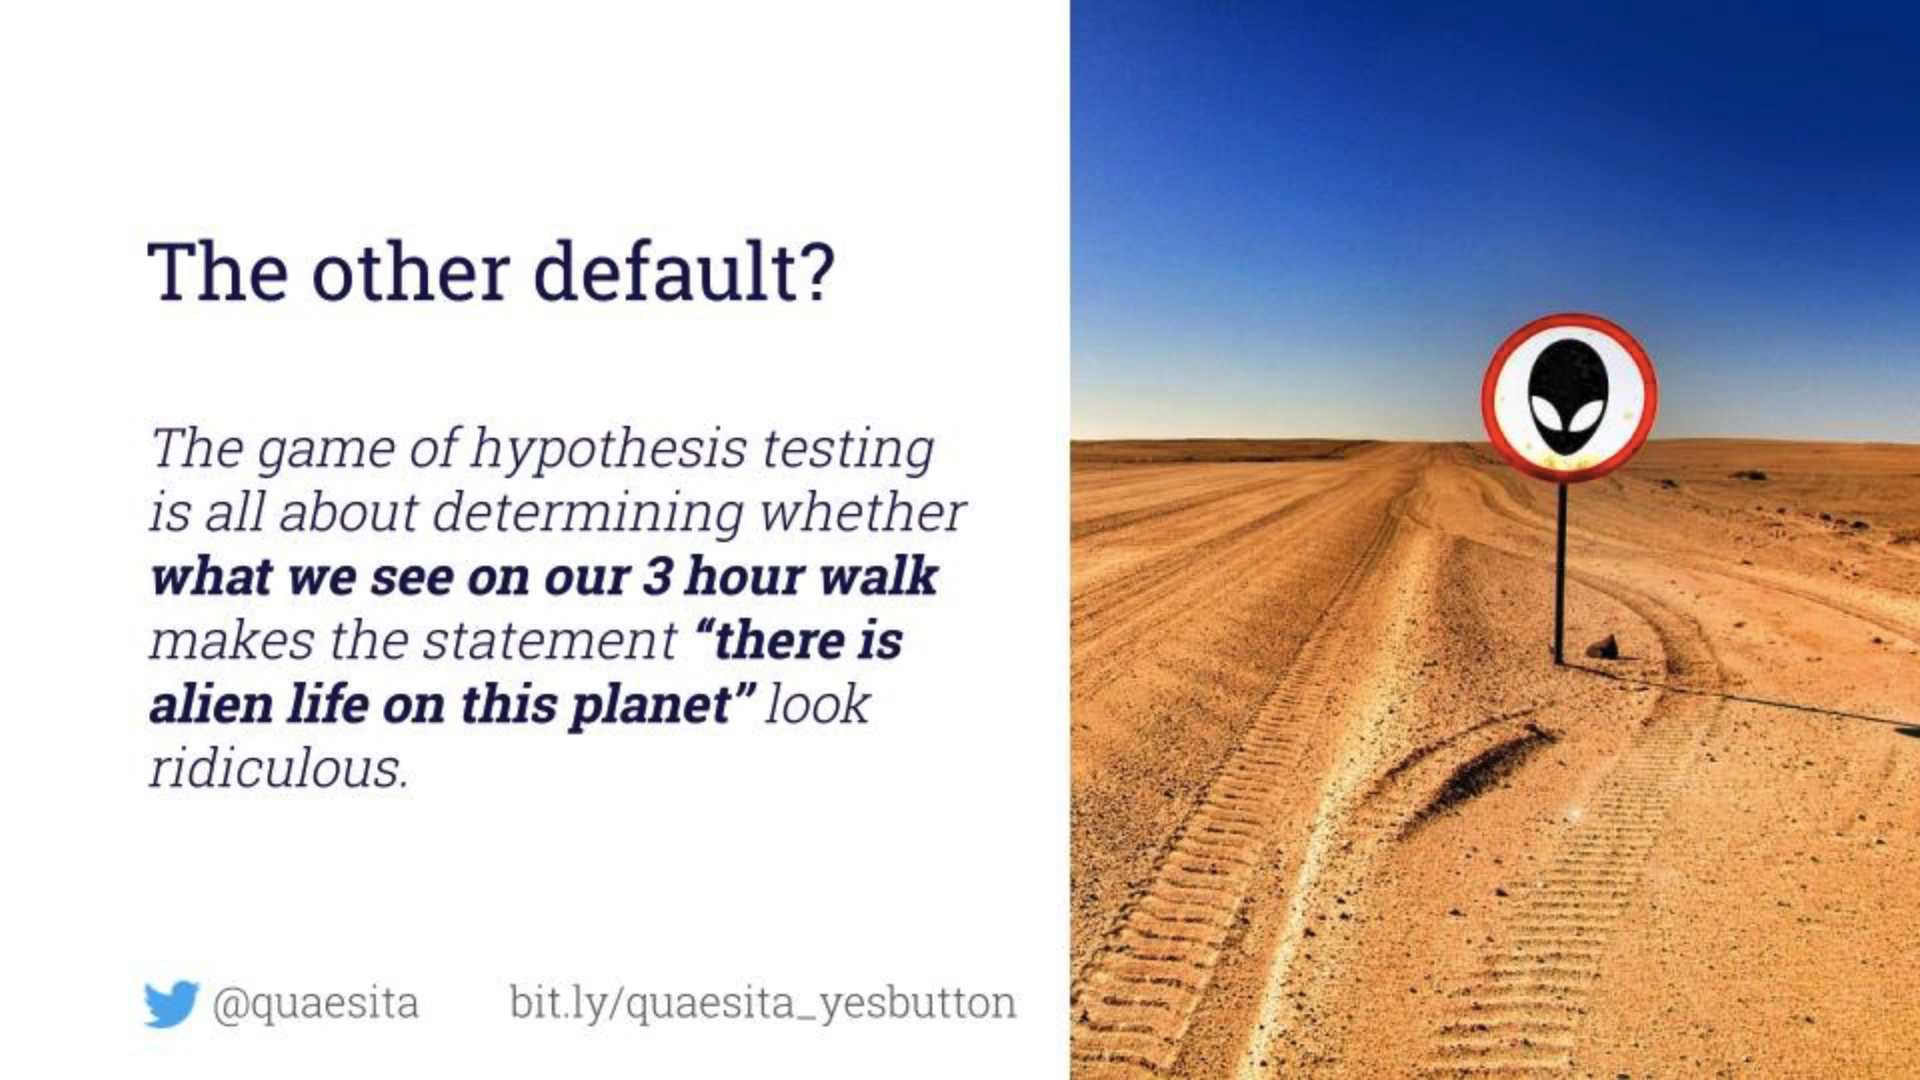 The other default?
The game of hypothesis testing
is all about determining whether
what we see on our 3 hour walk
makes the statement “there is
alien life on this planet” look
ridiculous.
@quaesita
bit.ly/quaesita_yesbutton